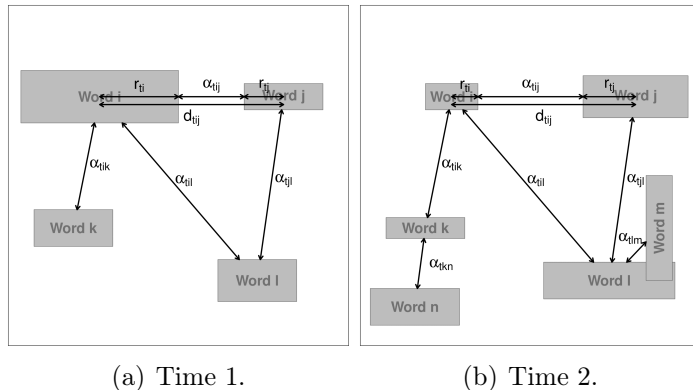 r_ti α_tij r_tj
Word i Word j
d_tij
α_tik α_til α_tjl
Word k
Word l
(a) Time 1.
r_ti α_tij r_tj
Word i Word j
d_tij
α_tik α_til α_tjl
Word m
Word k α_tlm
α_tkn Word l
Word n
(b) Time 2.